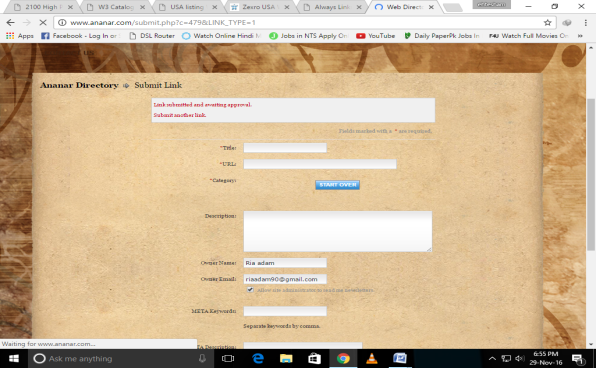 2100 High
W3 Catalog
USA listing
Zexro USA
Always Link
Web Direct
www.ananar.com/submit.php?c=479&LINK_TYPE=1
Apps Facebook - Log In or DSL Router Watch Online Hindi Jobs in NTS Apply On YouTube Daily PaperPk Jobs In Watch Full Movies On »
Ananar Directory Submit Link
Link submitted and awaiting approval.
Submit another link.
Fields marked with a * are required.
*Title:
*URL:
*Category:
START OVER
Description:
Owner Name: Ria adam
Owner Email: riaadam90@gmail.com
Allow site administrator to send me newsletters.
META Keywords:
Separate keywords by comma.
META Description:
Waiting for www.ananar.com...
Ask me anything
6:55 PM
29-Nov-16